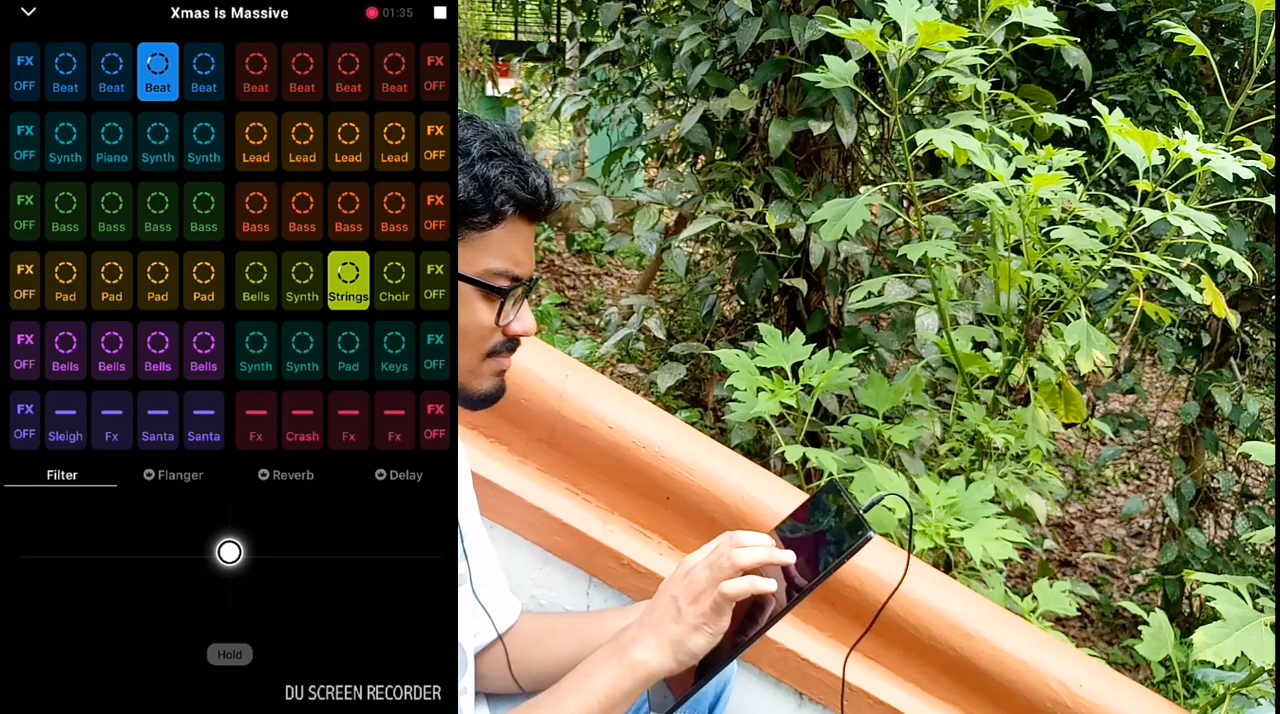 Xmas is Massive 01:35
FX Beat Beat Beat Beat Beat Beat Beat Beat FX
OFF OFF
FX Synth Piano Synth Synth Lead Lead Lead Lead FX
OFF OFF
FX Bass Bass Bass Bass Bass Bass Bass Bass FX
OFF OFF
FX Pad Pad Pad Pad Bells Synth Strings Choir FX
OFF OFF
FX Bells Bells Bells Bells Synth Synth Pad Keys FX
OFF OFF
FX Sleigh Fx Santa Santa Fx Crash Fx Fx FX
OFF OFF
Filter Flanger Reverb Delay
Hold
DU SCREEN RECORDER